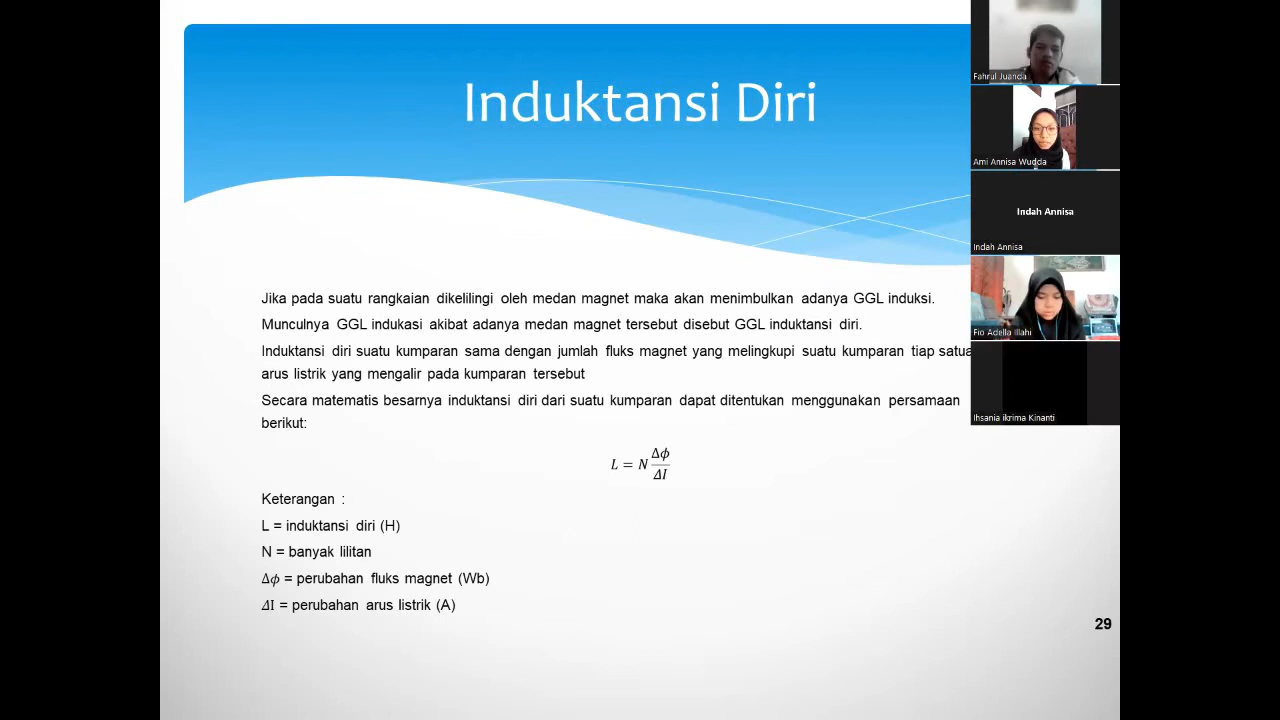 Induktansi Diri
Jika pada suatu rangkaian dikelilingi oleh medan magnet maka akan menimbulkan adanya GGL induksi.
Munculnya GGL indukasi akibat adanya medan magnet tersebut disebut GGL induktansi diri.
Induktansi diri suatu kumparan sama dengan jumlah fluks magnet yang melingkupi suatu kumparan tiap
arus listrik yang mengalir pada kumparan tersebut
Secara matematis besarnya induktansi diri dari suatu kumparan dapat ditentukan menggunakan persamaan
berikut:
L = N Δϕ/ΔI
Keterangan :
L = induktansi diri (H)
N = banyak lilitan
Δϕ = perubahan fluks magnet (Wb)
ΔI = perubahan arus listrik (A)
29
Fahrul Juanda
Ami Annisa Wudda
Indah Annisa
Indah Annisa
Fio Adella Illahi
Ihsania ikrima Kinanti